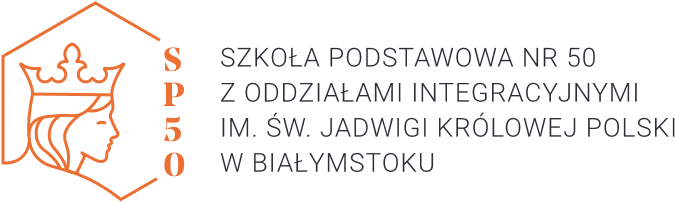 SP50
SZKOŁA PODSTAWOWA NR 50
Z ODDZIAŁAMI INTEGRACYJNYMI
IM. ŚW. JADWIGI KRÓLOWEJ POLSKI
W BIAŁYMSTOKU